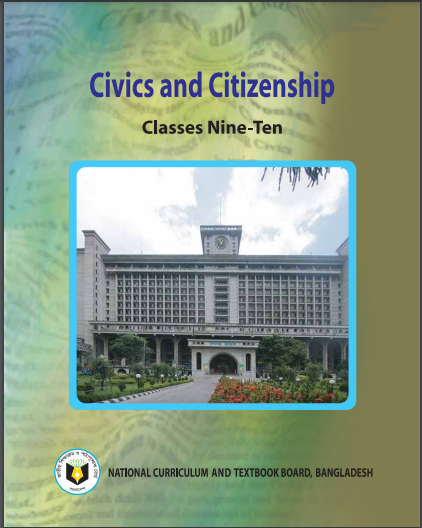 Civics and Citizenship
Classes Nine-Ten
NATIONAL CURRICULUM AND TEXTBOOK BOARD, BANGLADESH